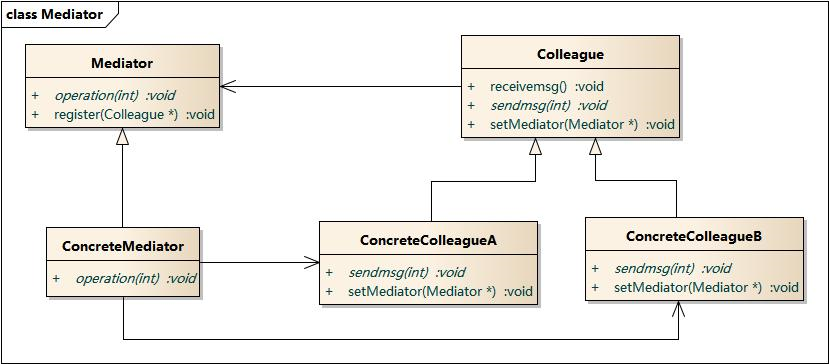 class Mediator
Mediator
+ operation(int) :void
+ register(Colleague *) :void
Colleague
+ receivemsg() :void
+ sendmsg(int) :void
+ setMediator(Mediator *) :void
ConcreteMediator
+ operation(int) :void
ConcreteColleagueA
+ sendmsg(int) :void
+ setMediator(Mediator *) :void
ConcreteColleagueB
+ sendmsg(int) :void
+ setMediator(Mediator *) :void